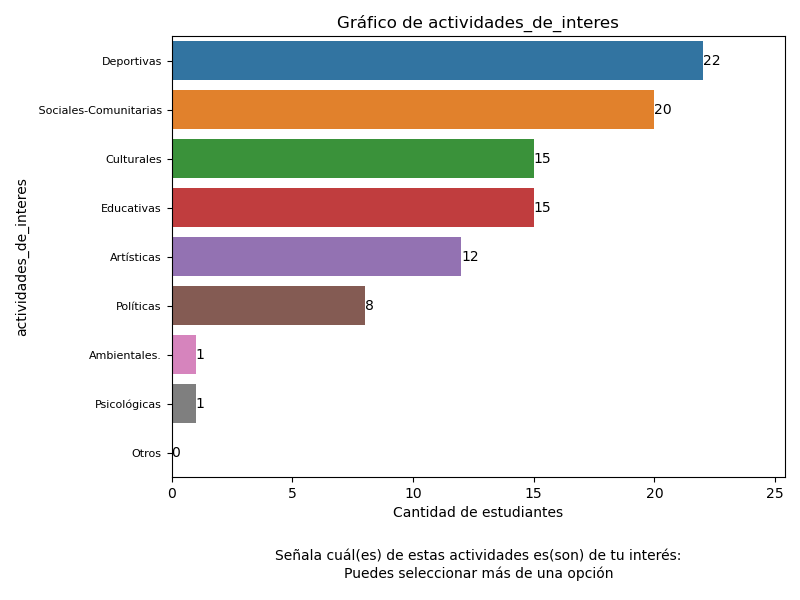 Gráfico de actividades_de_interes
actividades_de_interes
Deportivas 22
Sociales-Comunitarias 20
Culturales 15
Educativas 15
Artísticas 12
Políticas 8
Ambientales. 1
Psicológicas 1
Otros 0
0 5 10 15 20 25
Cantidad de estudiantes
Señala cuál(es) de estas actividades es(son) de tu interés:
Puedes seleccionar más de una opción